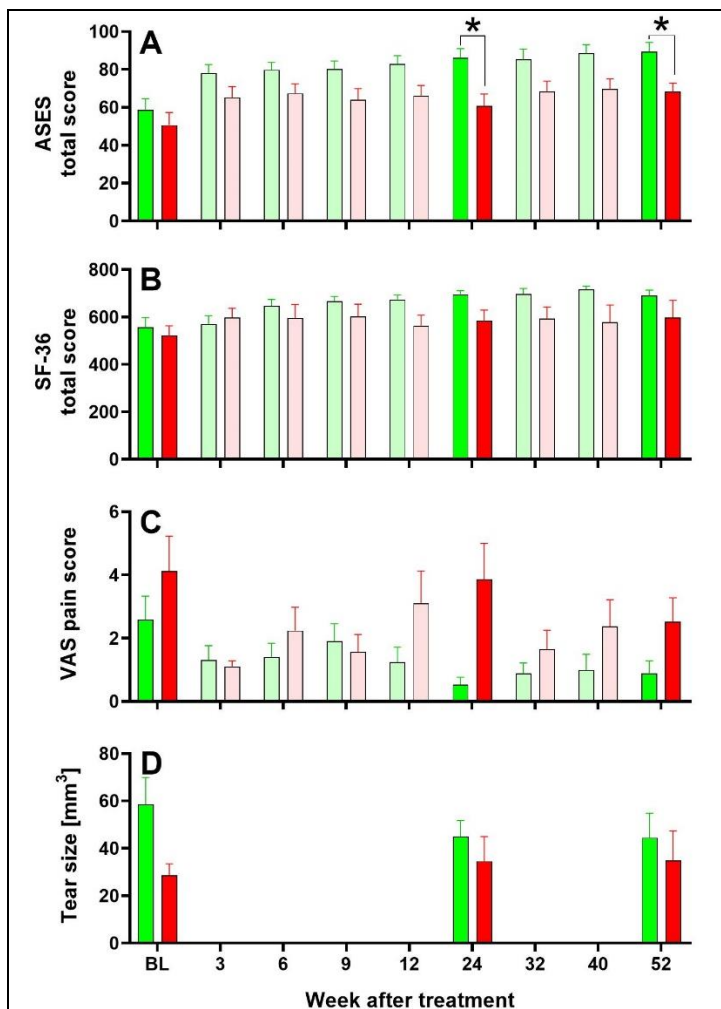 A
* *
ASES
total score
100
80
60
40
20
0
B
SF-36
total score
800
600
400
200
0
C
VAS pain score
6
4
2
0
D
Tear size [mm³]
80
60
40
20
0
BL 3 6 9 12 24 32 40 52
Week after treatment